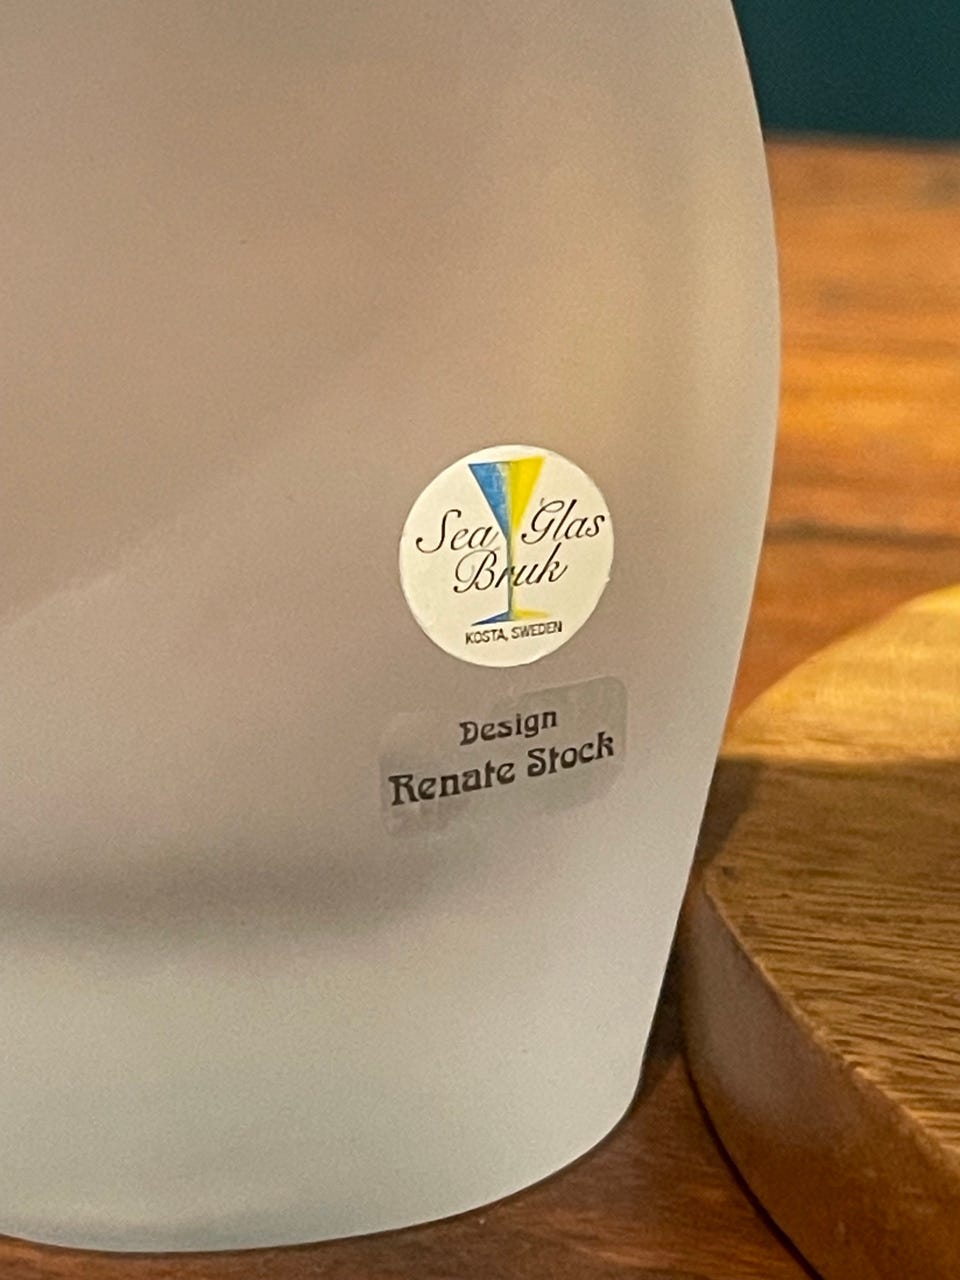 Sea Glas
Bruk
KOSTA, SWEDEN
Design
Renate Stock